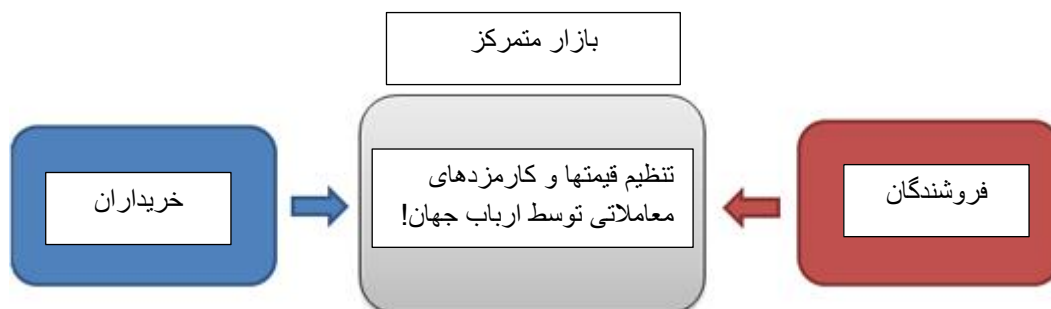 بازار متمرکز
فروشندگان
تنظیم قیمتها و کارمزدهای
معاملاتی توسط ارباب جهان!
خریداران